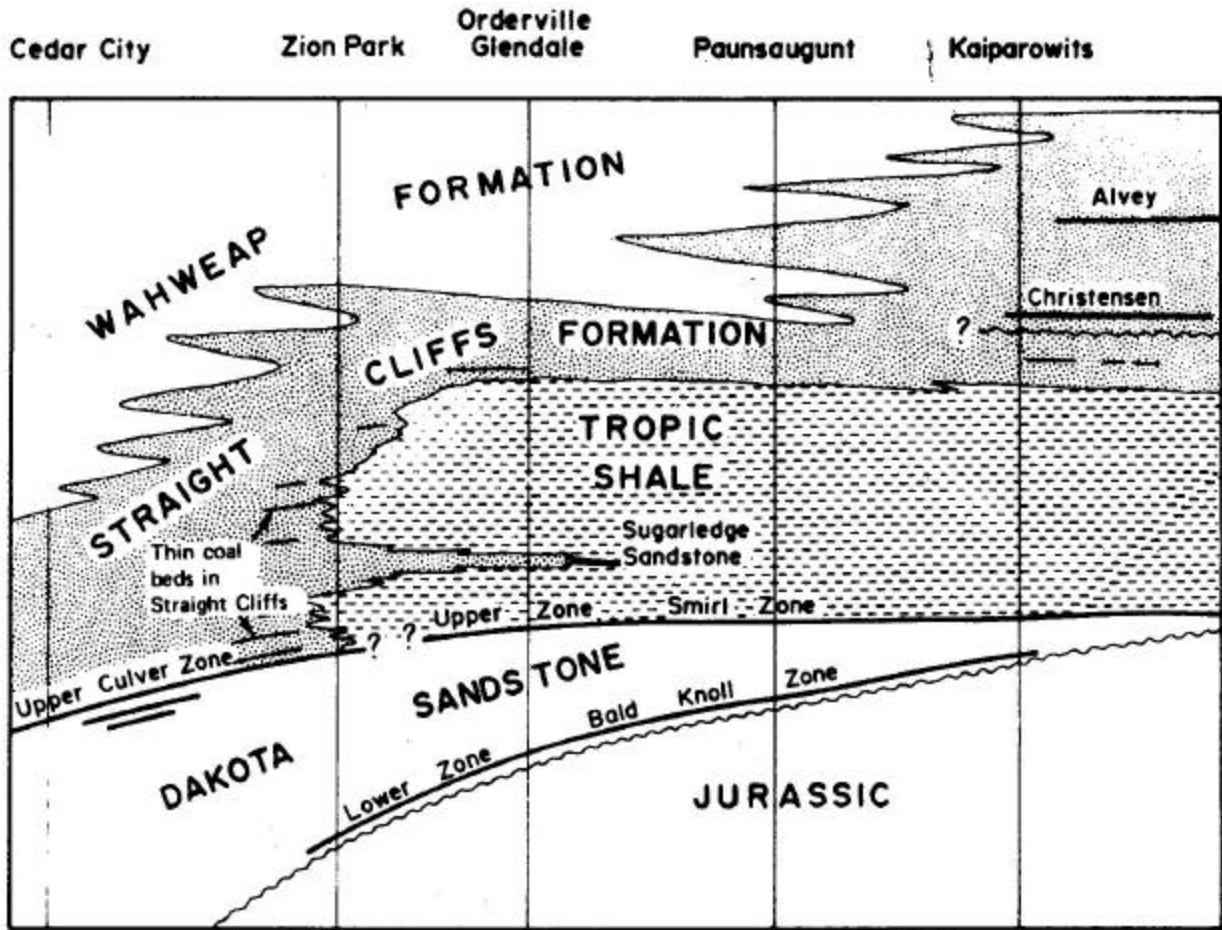 Cedar City
Zion Park
Orderville
Glendale
Paunsaugunt
Kaiparowits
WAHWEAP
FORMATION
Alvey
Christensen
?
STRAIGHT
CLIFFS
FORMATION
TROPIC
SHALE
Thin coal
beds in
Straight Cliffs
Sugarledge
Sandstone
Upper Culver Zone
? ?
Upper Zone
Smirl Zone
DAKOTA
SANDSTONE
Lower Zone
Bald Knoll Zone
JURASSIC